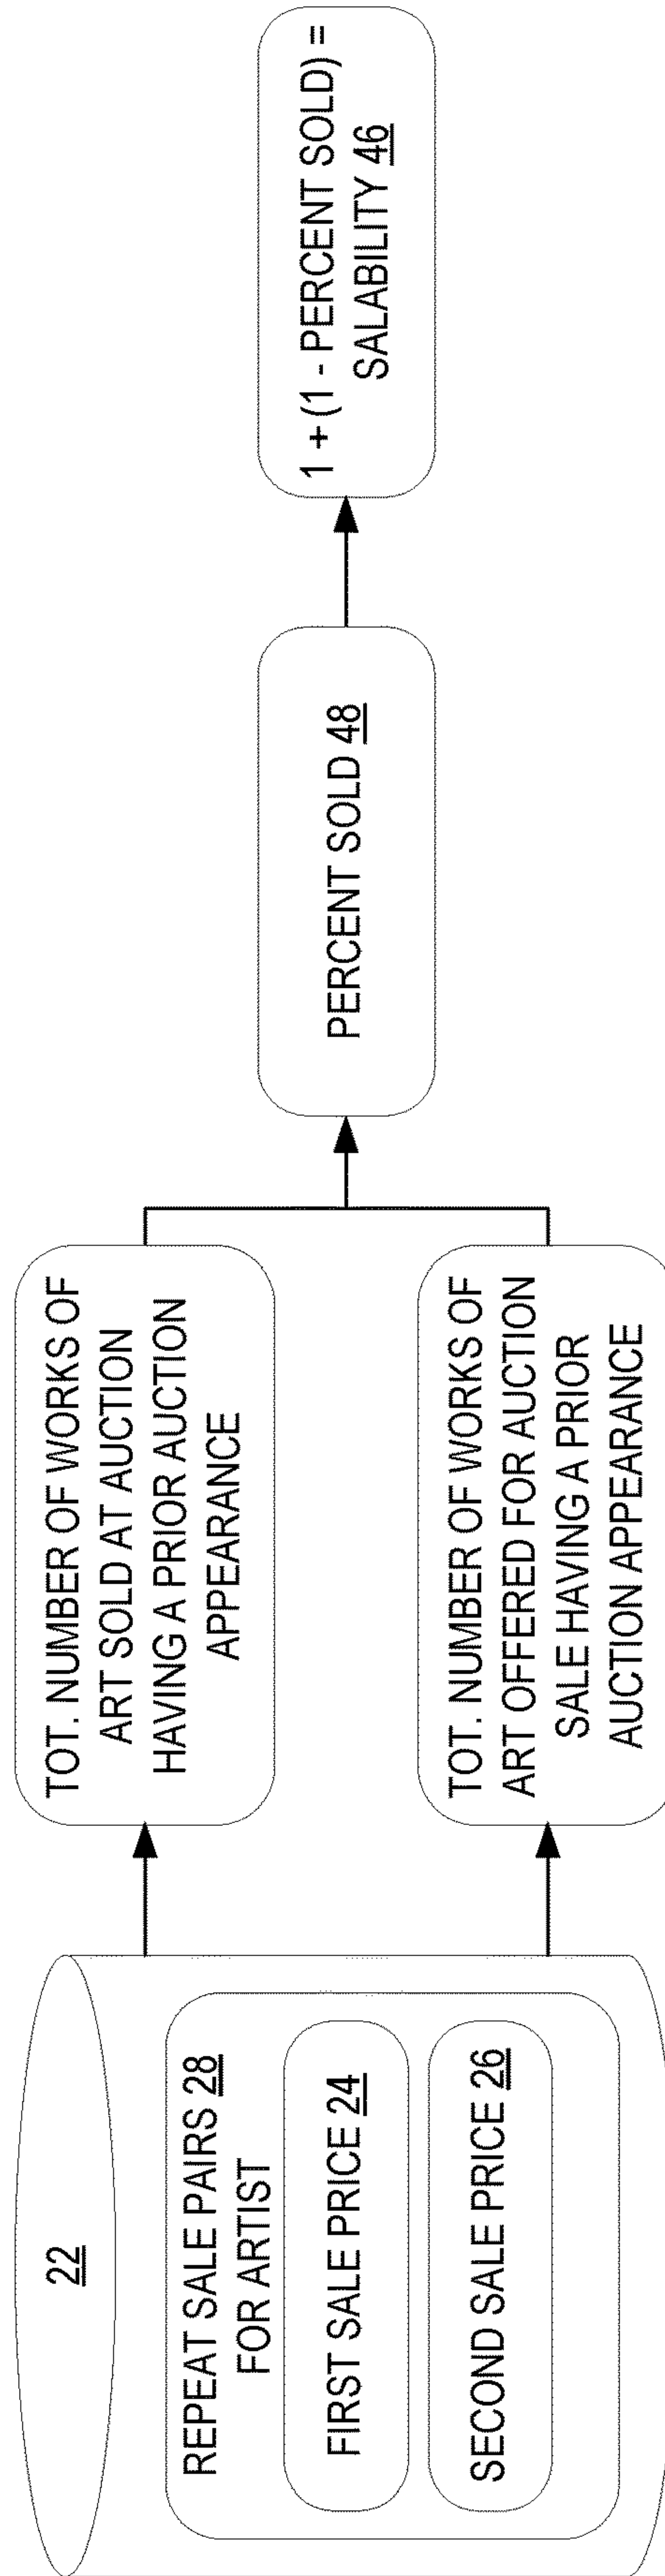 22
REPEAT SALE PAIRS 28
FOR ARTIST
FIRST SALE PRICE 24
SECOND SALE PRICE 26
TOT. NUMBER OF WORKS OF
ART SOLD AT AUCTION
HAVING A PRIOR AUCTION
APPEARANCE
TOT. NUMBER OF WORKS OF
ART OFFERED FOR AUCTION
SALE HAVING A PRIOR
AUCTION APPEARANCE
PERCENT SOLD 48
1 + (1 - PERCENT SOLD) =
SALABILITY 46